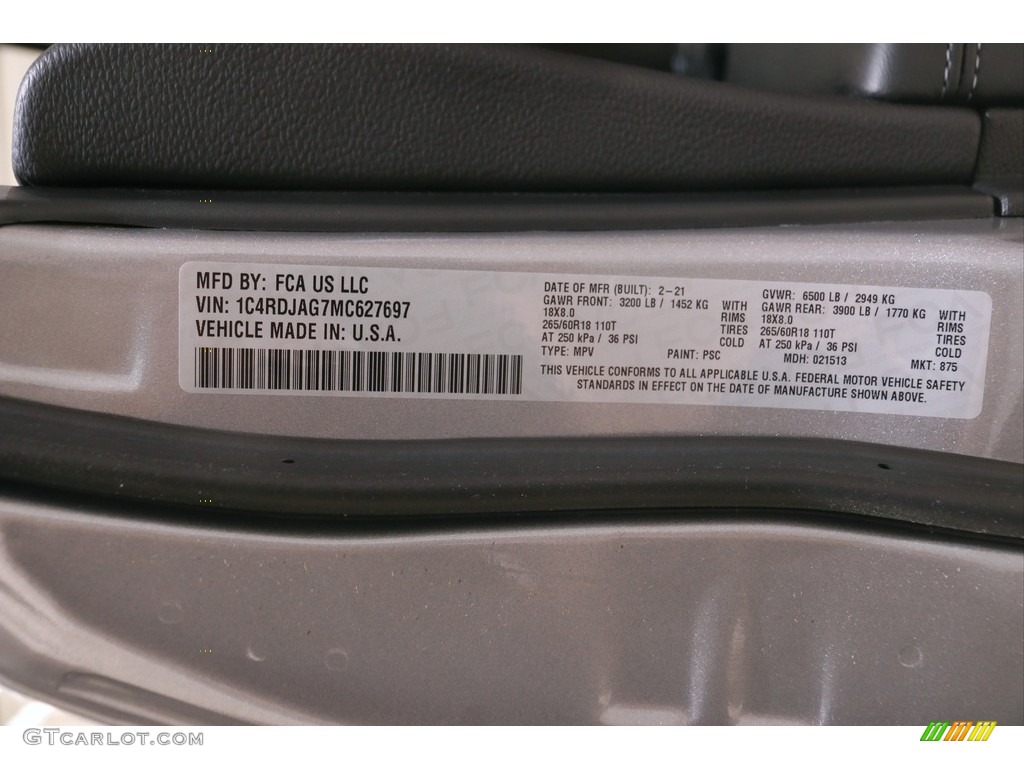 MFD BY: FCA US LLC
VIN: 1C4RDJAG7MC627697
VEHICLE MADE IN: U.S.A.
DATE OF MFR (BUILT): 2-21
GAWR FRONT: 3200 LB / 1452 KG WITH
18X8.0 RIMS
265/60R18 110T TIRES
AT 250 kPa / 36 PSI COLD
TYPE: MPV PAINT: PSC
GVWR: 6500 LB / 2949 KG
GAWR REAR: 3900 LB / 1770 KG WITH
18X8.0 RIMS
265/60R18 110T TIRES
AT 250 kPa / 36 PSI COLD
MDH: 021513 MKT: 875
THIS VEHICLE CONFORMS TO ALL APPLICABLE U.S.A. FEDERAL MOTOR VEHICLE SAFETY
STANDARDS IN EFFECT ON THE DATE OF MANUFACTURE SHOWN ABOVE.
GTCarlot.com